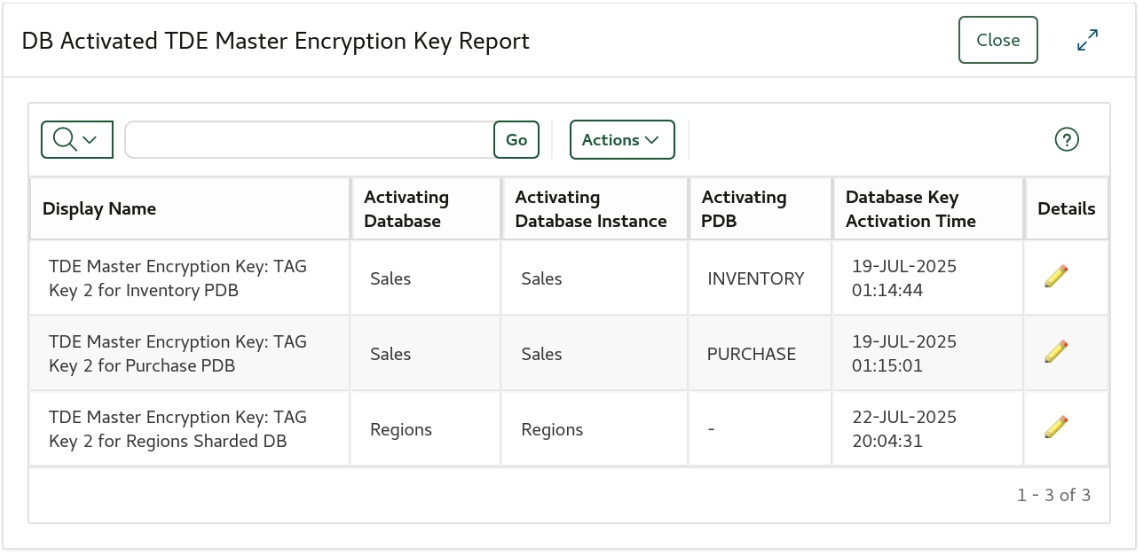 DB Activated TDE Master Encryption Key Report
Close
Go
Actions
?
Display Name
Activating
Database
Activating
Database Instance
Activating
PDB
Database Key
Activation Time
Details
TDE Master Encryption Key: TAG
Key 2 for Inventory PDB
Sales
Sales
INVENTORY
19-JUL-2025
01:14:44
TDE Master Encryption Key: TAG
Key 2 for Purchase PDB
Sales
Sales
PURCHASE
19-JUL-2025
01:15:01
TDE Master Encryption Key: TAG
Key 2 for Regions Sharded DB
Regions
Regions
-
22-JUL-2025
20:04:31
1 - 3 of 3